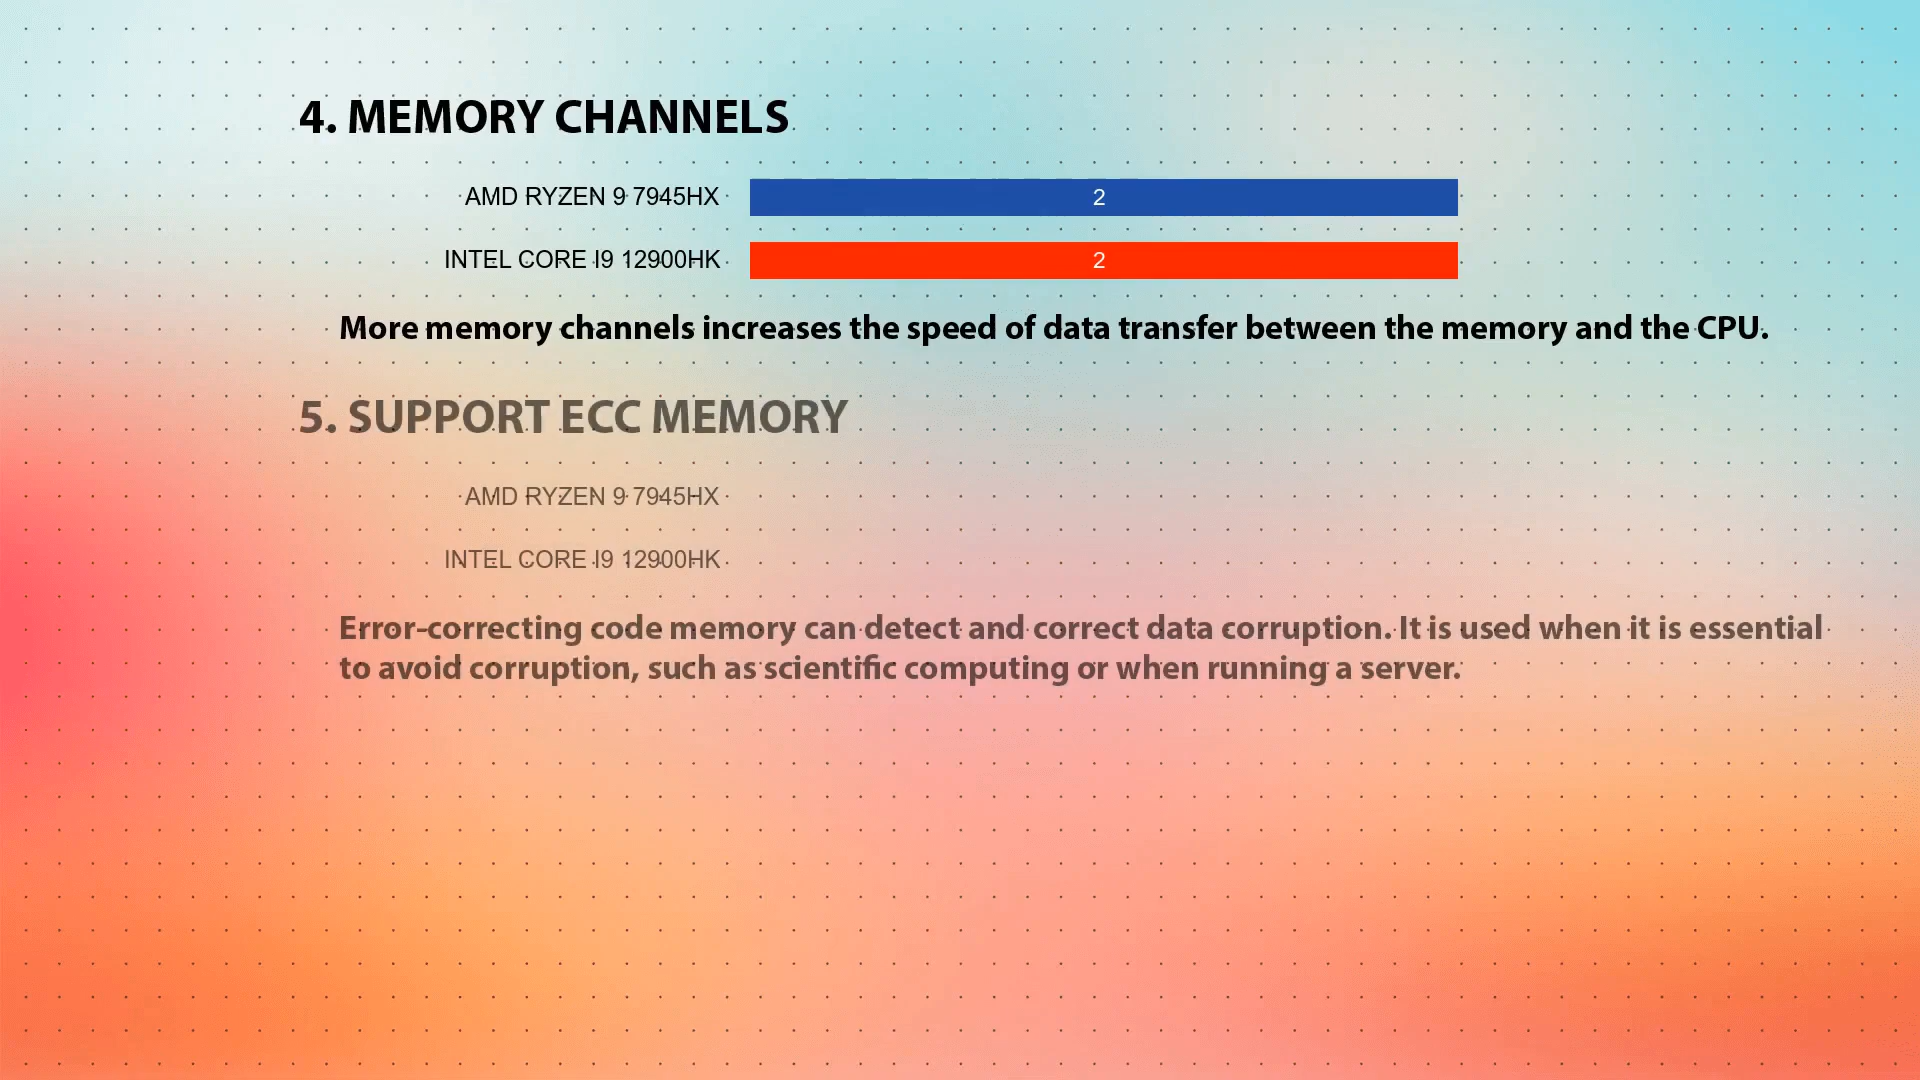 4. MEMORY CHANNELS
AMD RYZEN 9 7945HX
2
INTEL CORE I9 12900HK
2
More memory channels increases the speed of data transfer between the memory and the CPU.
5. SUPPORT ECC MEMORY
AMD RYZEN 9 7945HX
INTEL CORE I9 12900HK
Error-correcting code memory can detect and correct data corruption. It is used when it is essential
to avoid corruption, such as scientific computing or when running a server.